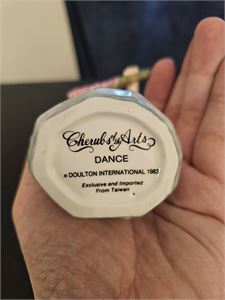 Cherubs of the Arts
DANCE
© DOULTON INTERNATIONAL 1983
Exclusive and Imported
From Taiwan